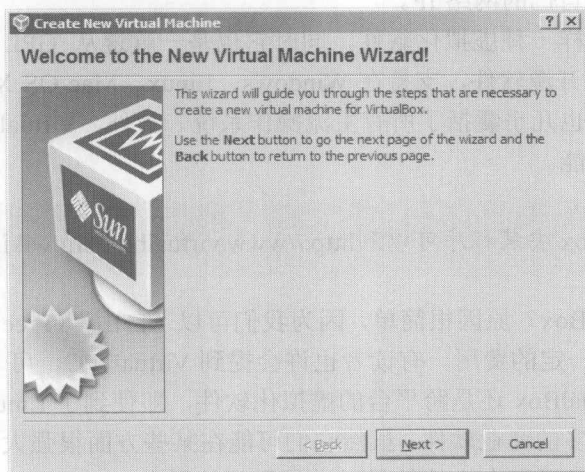 Create New Virtual Machine
Welcome to the New Virtual Machine Wizard!
This wizard will guide you through the steps that are necessary to
create a new virtual machine for VirtualBox.
Use the Next button to go the next page of the wizard and the
Back button to return to the previous page.
Sun
< Back
Next >
Cancel